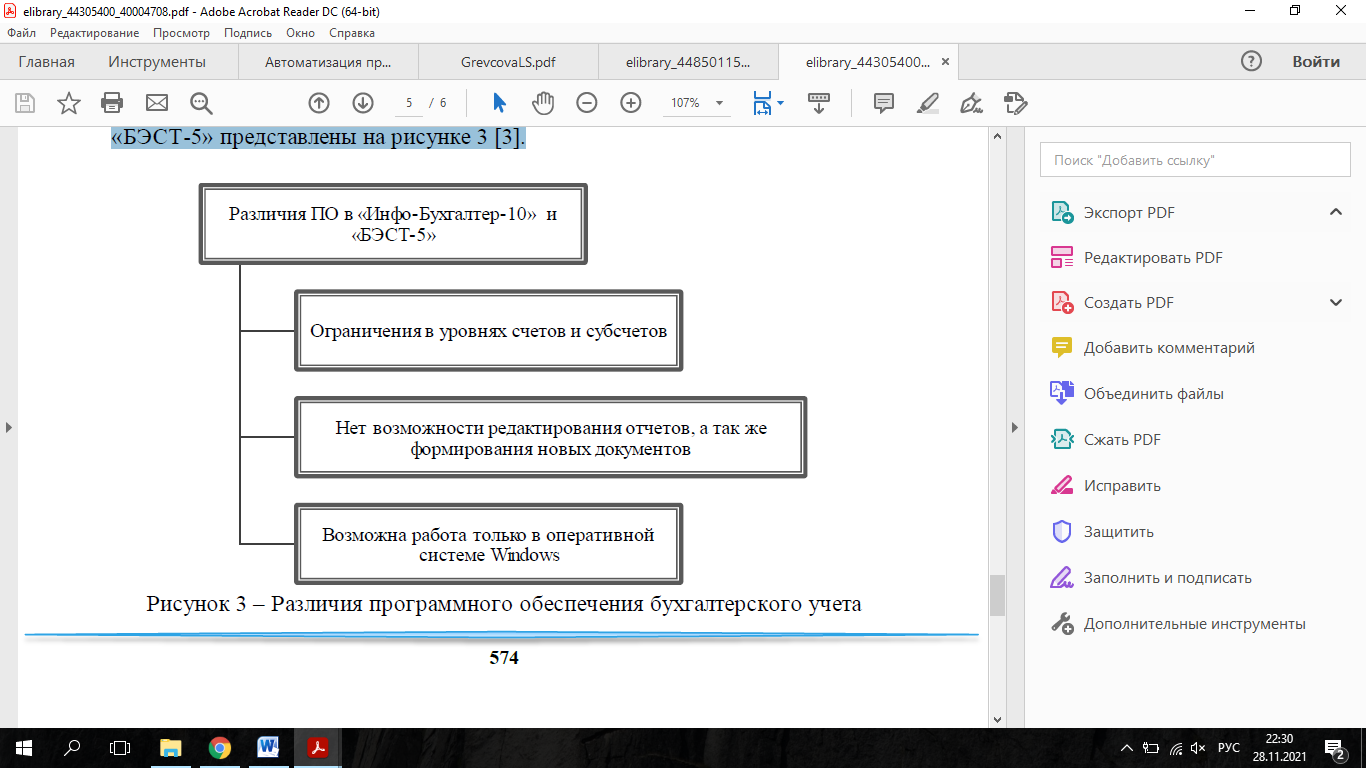 elibrary_44305400_40004708.pdf - Adobe Acrobat Reader DC (64-bit)
Файл Редактирование Просмотр Подпись Окно Справка
Главная Инструменты Автоматизация пр... GrevcovaLS.pdf elibrary_44850115... elibrary_44305400... × Войти
5 / 6 107%
«БЭСТ-5» представлены на рисунке 3 [3].
Различия ПО в «Инфо-Бухгалтер-10» и
«БЭСТ-5»
Ограничения в уровнях счетов и субсчетов
Нет возможности редактирования отчетов, а так же
формирования новых документов
Возможна работа только в оперативной
системе Windows
Рисунок 3 – Различия программного обеспечения бухгалтерского учета
574
Поиск "Добавить ссылку"
Экспорт PDF
Редактировать PDF
Создать PDF
Добавить комментарий
Объединить файлы
Сжать PDF
Исправить
Защитить
Заполнить и подписать
Дополнительные инструменты
РУС
22:30
28.11.2021
2